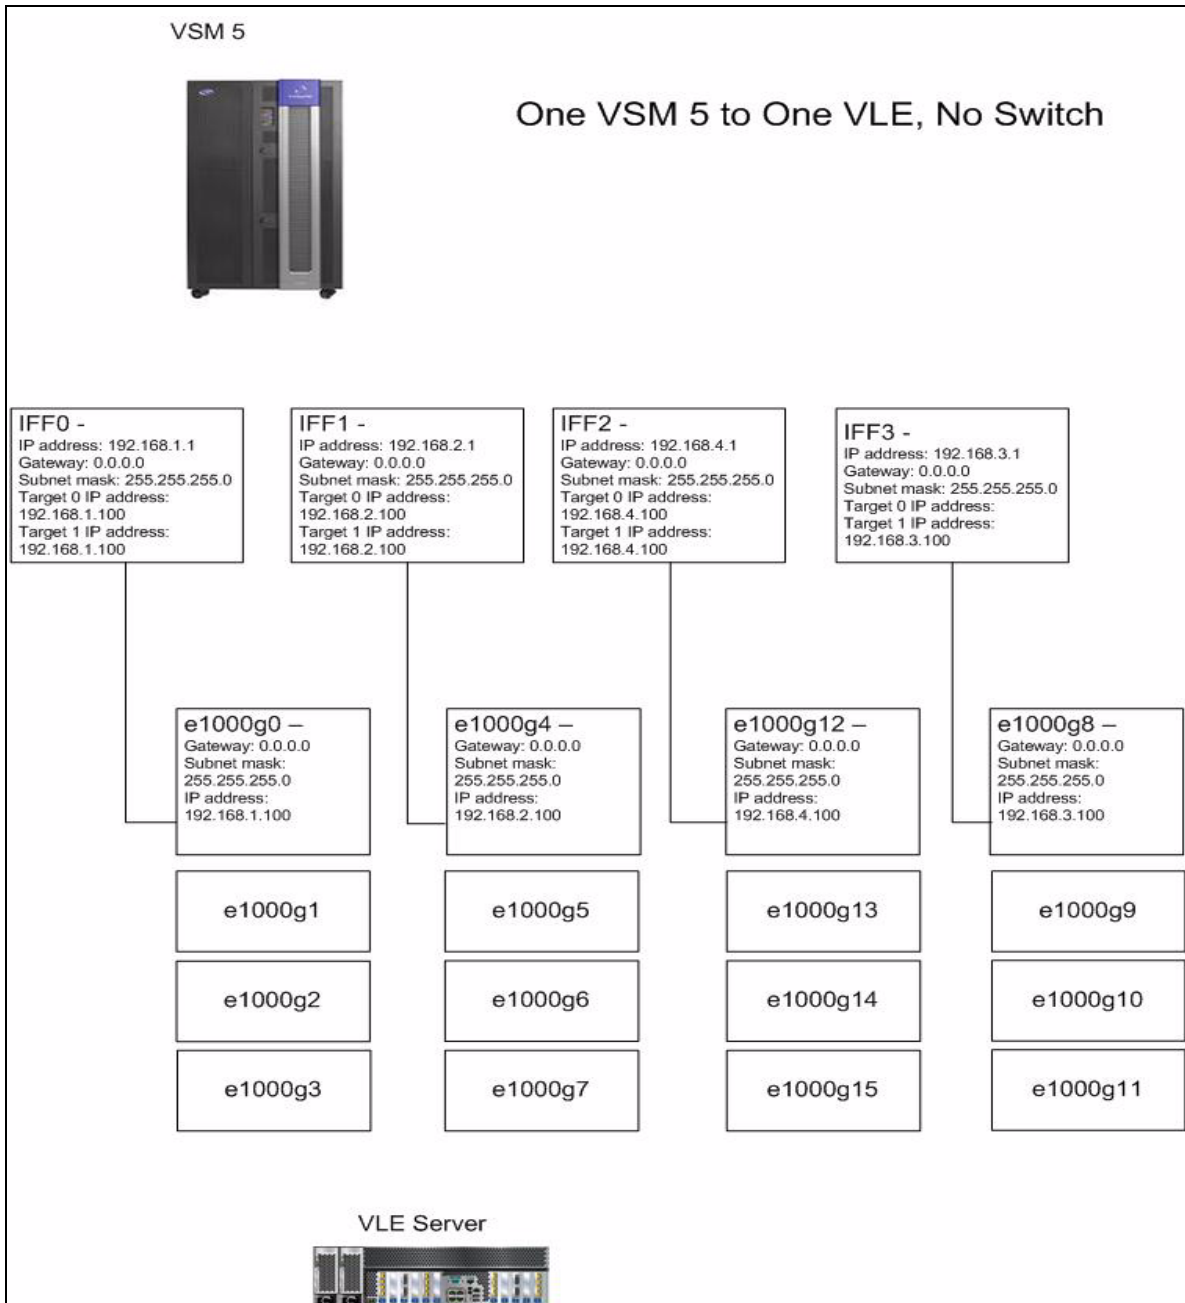 VSM 5
One VSM 5 to One VLE, No Switch
IFF0 -
IP address: 192.168.1.1
Gateway: 0.0.0.0
Subnet mask: 255.255.255.0
Target 0 IP address:
192.168.1.100
Target 1 IP address:
192.168.1.100
IFF1 -
IP address: 192.168.2.1
Gateway: 0.0.0.0
Subnet mask: 255.255.255.0
Target 0 IP address:
192.168.2.100
Target 1 IP address:
192.168.2.100
IFF2 -
IP address: 192.168.4.1
Gateway: 0.0.0.0
Subnet mask: 255.255.255.0
Target 0 IP address:
192.168.4.100
Target 1 IP address:
192.168.4.100
IFF3 -
IP address: 192.168.3.1
Gateway: 0.0.0.0
Subnet mask: 255.255.255.0
Target 0 IP address:
Target 1 IP address:
192.168.3.100
e1000g0 –
Gateway: 0.0.0.0
Subnet mask:
255.255.255.0
IP address:
192.168.1.100
e1000g4 –
Gateway: 0.0.0.0
Subnet mask:
255.255.255.0
IP address:
192.168.2.100
e1000g12 –
Gateway: 0.0.0.0
Subnet mask:
255.255.255.0
IP address:
192.168.4.100
e1000g8 –
Gateway: 0.0.0.0
Subnet mask:
255.255.255.0
IP address:
192.168.3.100
e1000g1
e1000g5
e1000g13
e1000g9
e1000g2
e1000g6
e1000g14
e1000g10
e1000g3
e1000g7
e1000g15
e1000g11
VLE Server